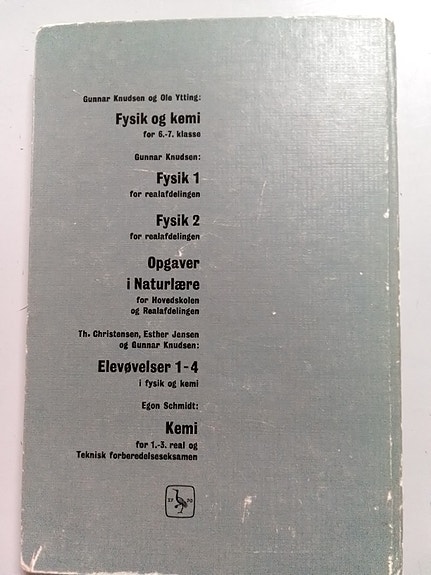 Gunnar Knudsen og Ole Ytting:
Fysik og kemi
for 6.-7. klasse
Gunnar Knudsen:
Fysik 1
for realafdelingen
Fysik 2
for realafdelingen
Opgaver
i Naturlære
for Hovedskolen
og Realafdelingen
Th. Christensen, Esther Jensen
og Gunnar Knudsen:
Elevøvelser 1-4
i fysik og kemi
Egon Schmidt:
Kemi
for 1.-3. real og
Teknisk forberedelseseksamen